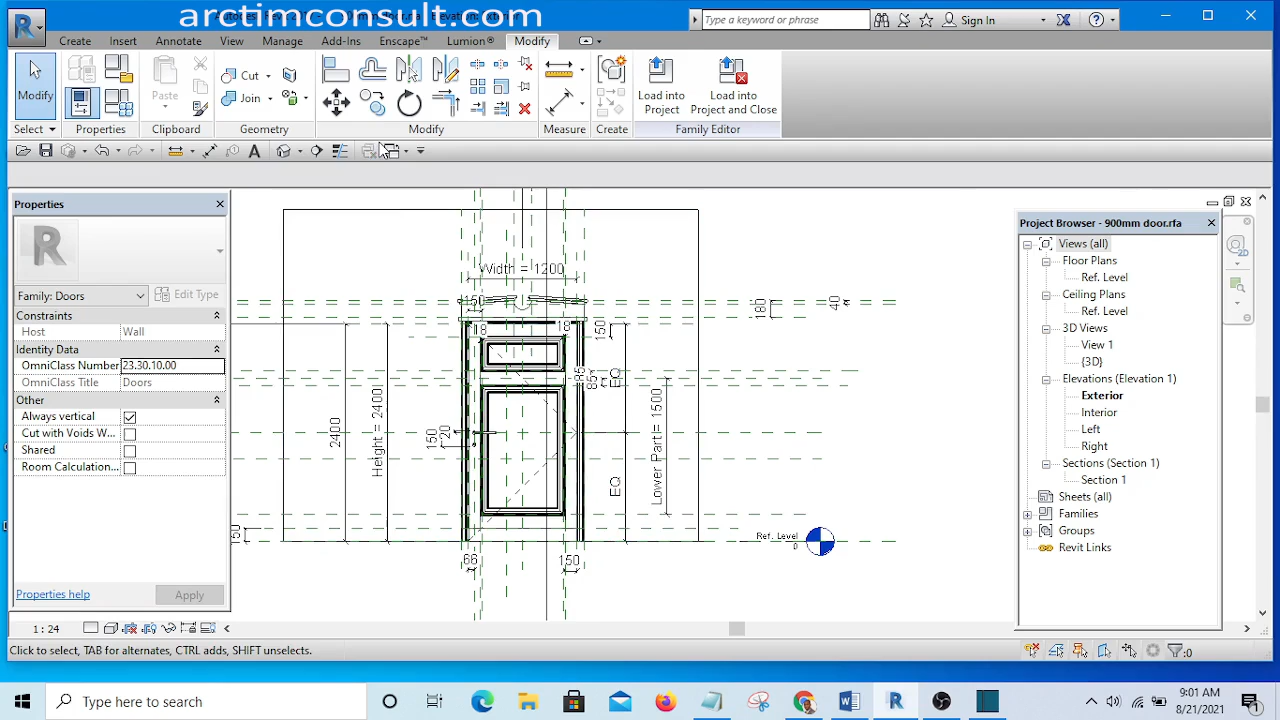 arctimconsult.com
Type a keyword or phrase
Sign In
Create Insert Annotate View Manage Add-Ins Enscape™ Lumion® Modify
Modify
Paste
Cut
Join
Load into Project
Load into Project and Close
Select Properties Clipboard Geometry Modify Measure Create Family Editor
Properties
Family: Doors
Edit Type
Constraints
Host Wall
Identity Data
OmniClass Number 23.30.10.00
OmniClass Title Doors
Other
Always vertical
Cut with Voids W...
Shared
Room Calculation...
Properties help
Apply
Width = 1200
150
180
40
18
18
150
85
85
EQ
2400
Height = 2400
150
20
Lower Part = 1500
EQ
50
66
150
Ref. Level
0
Project Browser - 900mm door.rfa
Views (all)
Floor Plans
Ref. Level
Ceiling Plans
Ref. Level
3D Views
View 1
{3D}
Elevations (Elevation 1)
Exterior
Interior
Left
Right
Sections (Section 1)
Section 1
Sheets (all)
Families
Groups
Revit Links
1 : 24
Click to select, TAB for alternates, CTRL adds, SHIFT unselects.
:0
Type here to search
9:01 AM
8/21/2021